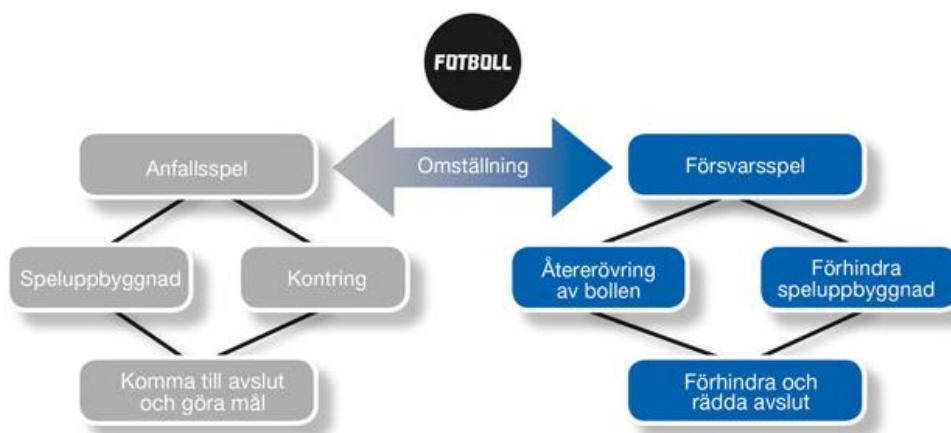 FOTBOLL
Anfallsspel
Omställning
Försvarsspel
Speluppbyggnad
Kontring
Återerövring
av bollen
Förhindra
speluppbyggnad
Komma till avslut
och göra mål
Förhindra och
rädda avslut